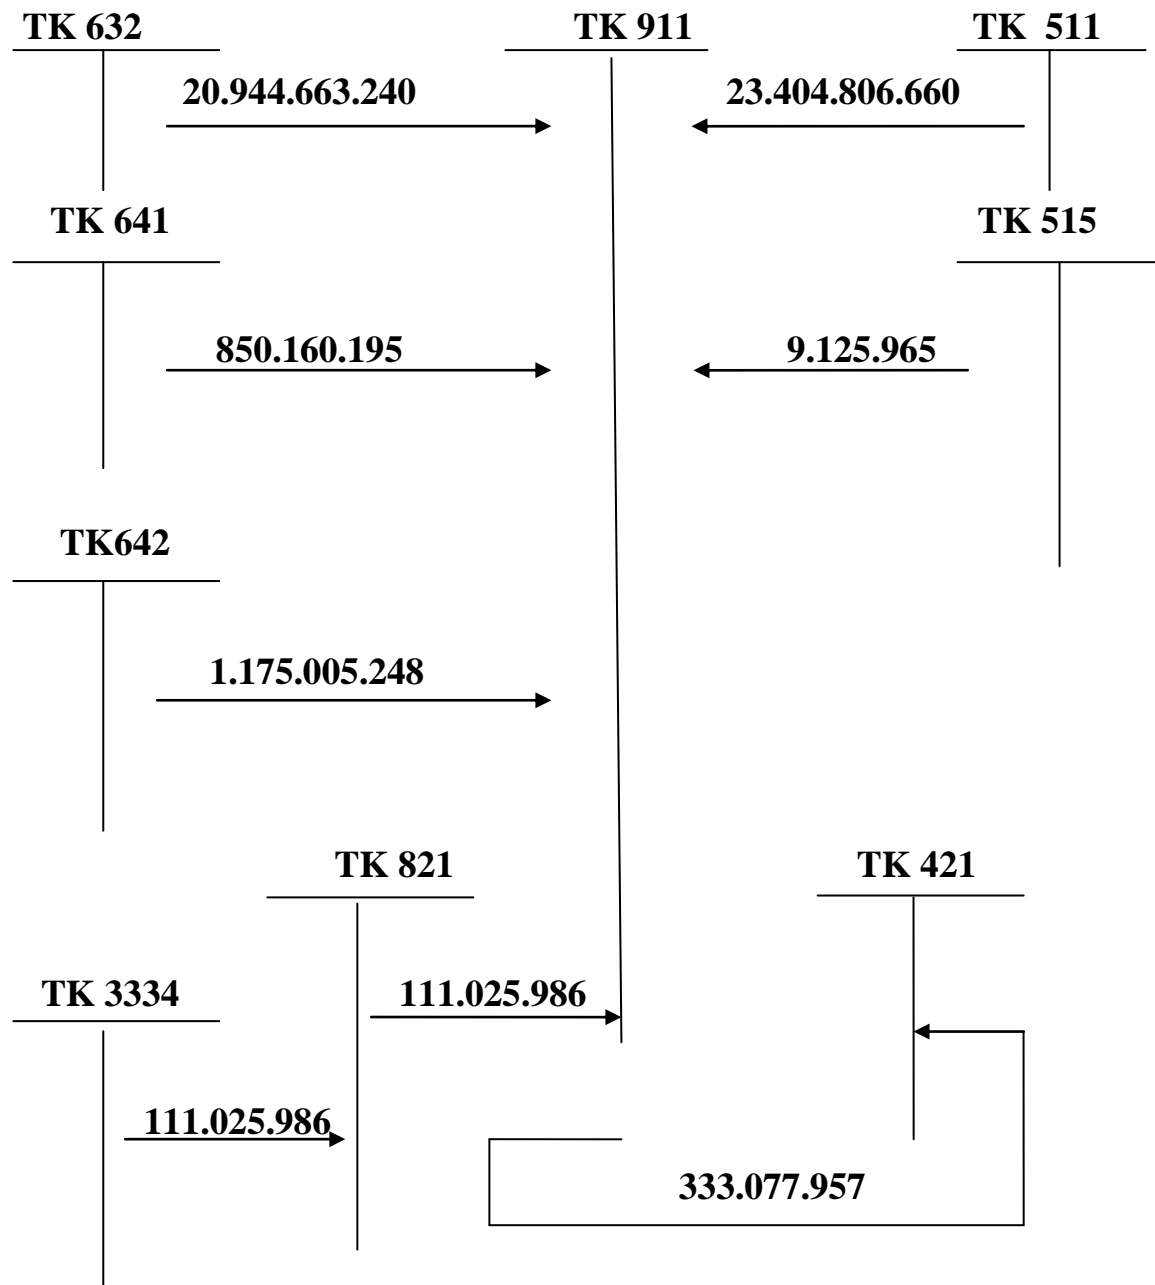 TK 632 TK 911 TK 511
20.944.663.240 23.404.806.660
TK 641 TK 515
850.160.195 9.125.965
TK642
1.175.005.248
TK 821 TK 421
TK 3334 111.025.986
111.025.986
333.077.957